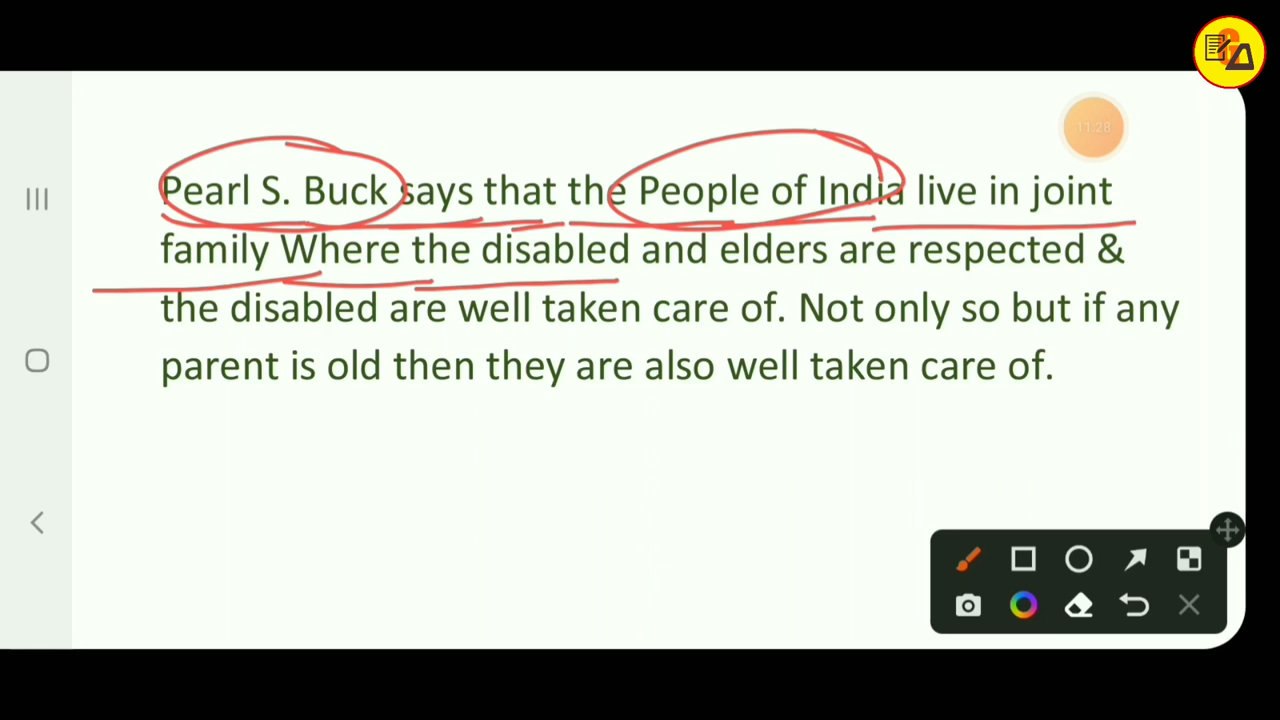 11:28
Pearl S. Buck says that the People of India live in joint
family Where the disabled and elders are respected &
the disabled are well taken care of. Not only so but if any
parent is old then they are also well taken care of.